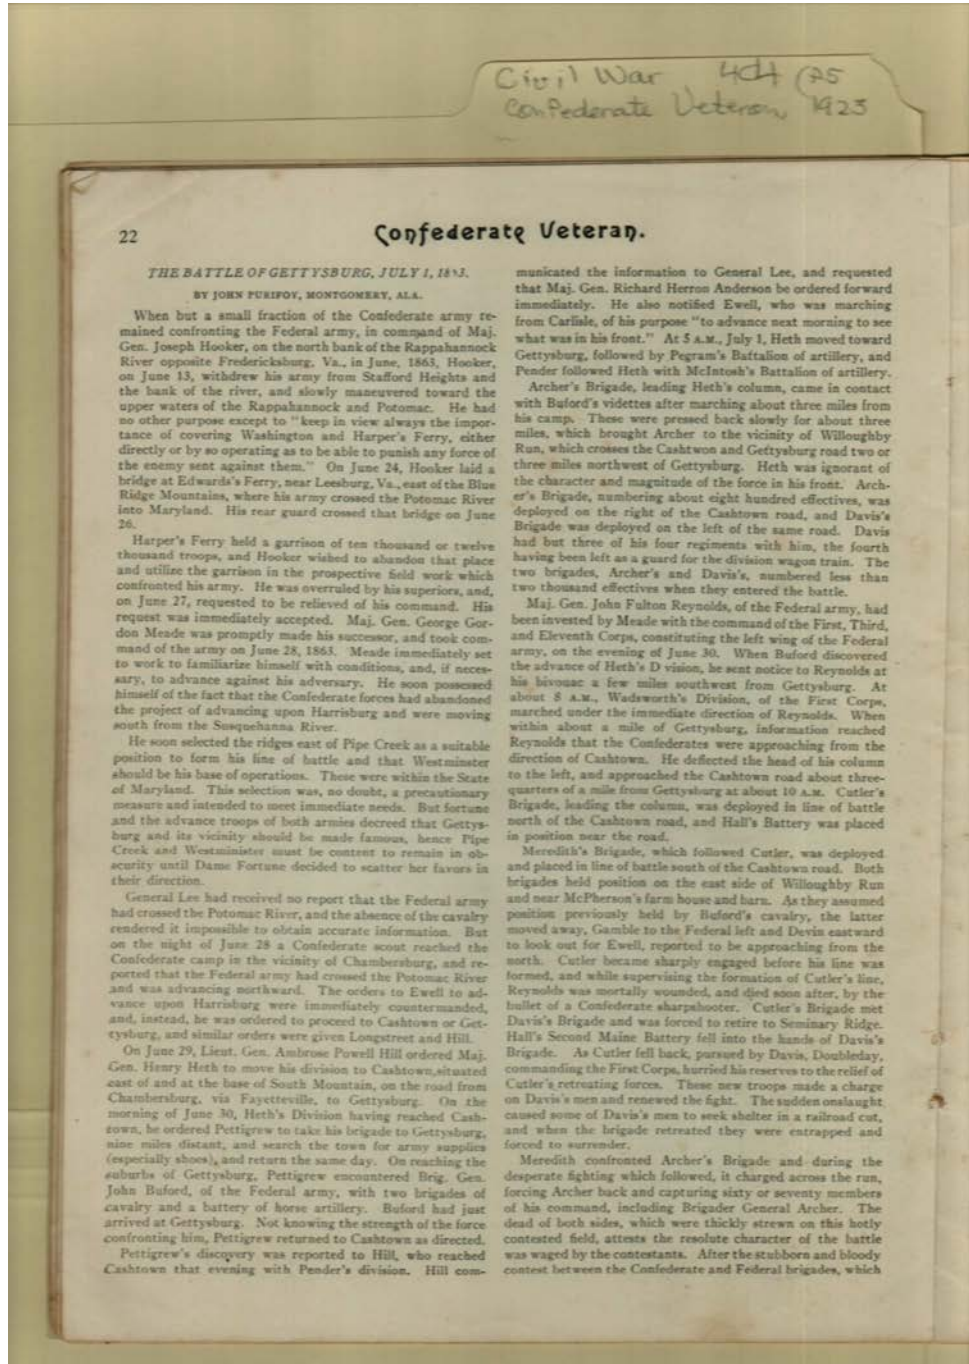 Civil War
Confederate Veteran, 1923
22
Confederate Veteran.
THE BATTLE OF GETTYSBURG, JULY 1, 1863.
BY JOHN PURIFOY, MONTGOMERY, ALA.
When but a small fraction of the Confederate army re-
mained confronting the Federal army, in command of Maj.
Gen. Joseph Hooker, on the north bank of the Rappahannock
River opposite Fredericksburg, Va., in June, 1863, Hooker,
on June 13, withdrew his army from Stafford Heights and
the bank of the river, and slowly maneuvered toward the
upper waters of the Rappahannock and Potomac. He had
no other purpose except to "keep in view always the impor-
tance of covering Washington and Harper's Ferry, either
directly or by so operating as to be able to punish any force of
the enemy sent against them." On June 24, Hooker laid a
bridge at Edwards's Ferry, near Leesburg, Va., east of the Blue
Ridge Mountains, where his army crossed the Potomac River
into Maryland. His rear guard crossed that bridge on June
26.
Harper's Ferry held a garrison of ten thousand or twelve
thousand troops, and Hooker wished to abandon that place
and utilize the garrison in the prospective field work which
confronted his army. He was overruled by his superiors, and,
on June 27, requested to be relieved of his command. His
request was immediately accepted. Maj. Gen. George Gor-
don Meade was promptly made his successor, and took com-
mand of the army on June 28, 1863. Meade immediately set
to work to familiarize himself with conditions, and, if neces-
sary, to advance against his adversary. He soon possessed
himself of the fact that the Confederate forces had abandoned
the project of advancing upon Harrisburg and were moving
south from the Susquehanna River.
He soon selected the ridges east of Pipe Creek as a suitable
position to form his line of battle and that Westminster
should be his base of operations. These were within the State
of Maryland. This selection was, no doubt, a precautionary
measure and intended to meet immediate needs. But fortune
and the advance troops of both armies decreed that Gettys-
burg and its vicinity should be made famous, hence Pipe
Creek and Westminister must be content to remain in ob-
scurity until Dame Fortune decided to scatter her favors in
their direction.
General Lee had received no report that the Federal army
had crossed the Potomac River, and the absence of the cavalry
rendered it impossible to obtain accurate information. But
on the night of June 28 a Confederate scout reached the
Confederate camp in the vicinity of Chambersburg, and re-
ported that the Federal army had crossed the Potomac River
and was advancing northward. The orders to Ewell to ad-
vance upon Harrisburg were immediately countermanded,
and, instead, he was ordered to proceed to Cashtown or Get-
tysburg, and similar orders were given Longstreet and Hill.
On June 29, Lieut. Gen. Ambrose Powell Hill ordered Maj.
Gen. Henry Heth to move his division to Cashtown, situated
east of and at the base of South Mountain, on the road from
Chambersburg, via Fayetteville, to Gettysburg. On the
morning of June 30, Heth's Division having reached Cash-
town, he ordered Pettigrew to take his brigade to Gettysburg,
nine miles distant, and search the town for army supplies
(especially shoes), and return the same day. On reaching the
suburbs of Gettysburg, Pettigrew encountered Brig. Gen.
John Buford, of the Federal army, with two brigades of
cavalry and a battery of horse artillery. Buford had just
arrived at Gettysburg. Not knowing the strength of the force
confronting him, Pettigrew returned to Cashtown as directed.
Pettigrew's discovery was reported to Hill, who reached
Cashtown that evening with Pender's division. Hill com-
municated the information to General Lee, and requested
that Maj. Gen. Richard Herron Anderson be ordered forward
immediately. He also notified Ewell, who was marching
from Carlisle, of his purpose "to advance next morning to see
what was in his front." At 5 A.M., July 1, Heth moved toward
Gettysburg, followed by Pegram's Battalion of artillery, and
Pender followed Heth with McIntosh's Battalion of artillery.
Archer's Brigade, leading Heth's column, came in contact
with Buford's videttes after marching about three miles from
his camp. These were pressed back slowly for about three
miles, which brought Archer to the vicinity of Willoughby
Run, which crosses the Cashtwon and Gettysburg road two or
three miles northwest of Gettysburg. Heth was ignorant of
the character and magnitude of the force in his front. Arch-
er's Brigade, numbering about eight hundred effectives, was
deployed on the right of the Cashtown road, and Davis's
Brigade was deployed on the left of the same road. Davis
had but three of his four regiments with him, the fourth
having been left as a guard for the division wagon train. The
two brigades, Archer's and Davis's, numbered less than
two thousand effectives when they entered the battle.
Maj. Gen. John Fulton Reynolds, of the Federal army, had
been invested by Meade with the command of the First, Third,
and Eleventh Corps, constituting the left wing of the Federal
army, on the evening of June 30. When Buford discovered
the advance of Heth's D vision, he sent notice to Reynolds at
his bivouac a few miles southwest from Gettysburg. At
about 8 A.M., Wadsworth's Division, of the First Corps,
marched under the immediate direction of Reynolds. When
within about a mile of Gettysburg, information reached
Reynolds that the Confederates were approaching from the
direction of Cashtown. He deflected the head of his column
to the left, and approached the Cashtown road about three-
quarters of a mile from Gettysburg at about 10 A.M. Cutler's
Brigade, leading the column, was deployed in line of battle
north of the Cashtown road, and Hall's Battery was placed
in position near the road.
Meredith's Brigade, which followed Cutler, was deployed
and placed in line of battle south of the Cashtown road. Both
brigades held position on the east side of Willoughby Run
and near McPherson's farm house and barn. As they assumed
position previously held by Buford's cavalry, the latter
moved away, Gamble to the Federal left and Devin eastward
to look out for Ewell, reported to be approaching from the
north. Cutler became sharply engaged before his line was
formed, and while supervising the formation of Cutler's line,
Reynolds was mortally wounded, and died soon after, by the
bullet of a Confederate sharpshooter. Cutler's Brigade met
Davis's Brigade and was forced to retire to Seminary Ridge.
Hall's Second Maine Battery fell into the hands of Davis's
Brigade. As Cutler fell back, pursued by Davis, Doubleday,
commanding the First Corps, hurried his reserves to the relief of
Cutler's retreating forces. These new troops made a charge
on Davis's men and renewed the fight. The sudden onslaught
caused some of Davis's men to seek shelter in a railroad cut,
and when the brigade retreated they were entrapped and
forced to surrender.
Meredith confronted Archer's Brigade and during the
desperate fighting which followed, it charged across the run,
forcing Archer back and capturing sixty or seventy members
of his command, including Brigader General Archer. The
dead of both sides, which were thickly strewn on this hotly
contested field, attests the resolute character of the battle
was waged by the contestants. After the stubborn and bloody
contest between the Confederate and Federal brigades, which